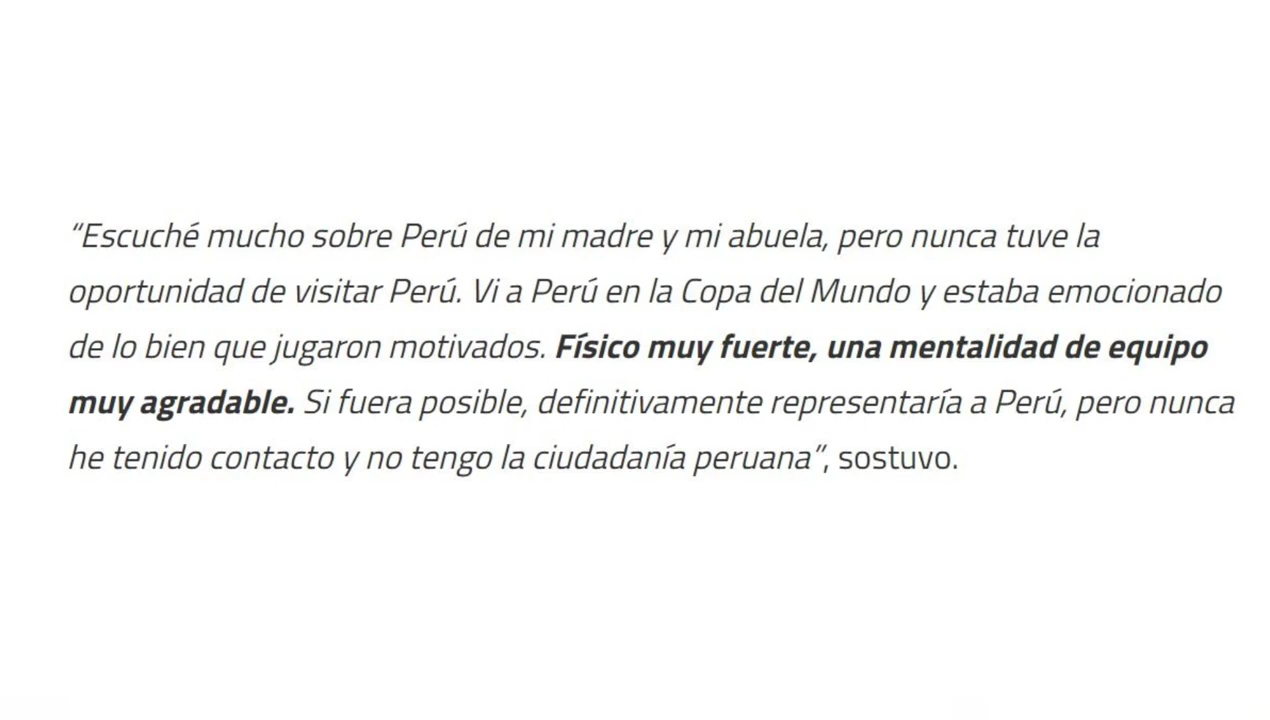 “Escuché mucho sobre Perú de mi madre y mi abuela, pero nunca tuve la
oportunidad de visitar Perú. Vi a Perú en la Copa del Mundo y estaba emocionado
de lo bien que jugaron motivados. Físico muy fuerte, una mentalidad de equipo
muy agradable. Si fuera posible, definitivamente representaría a Perú, pero nunca
he tenido contacto y no tengo la ciudadanía peruana”, sostuvo.